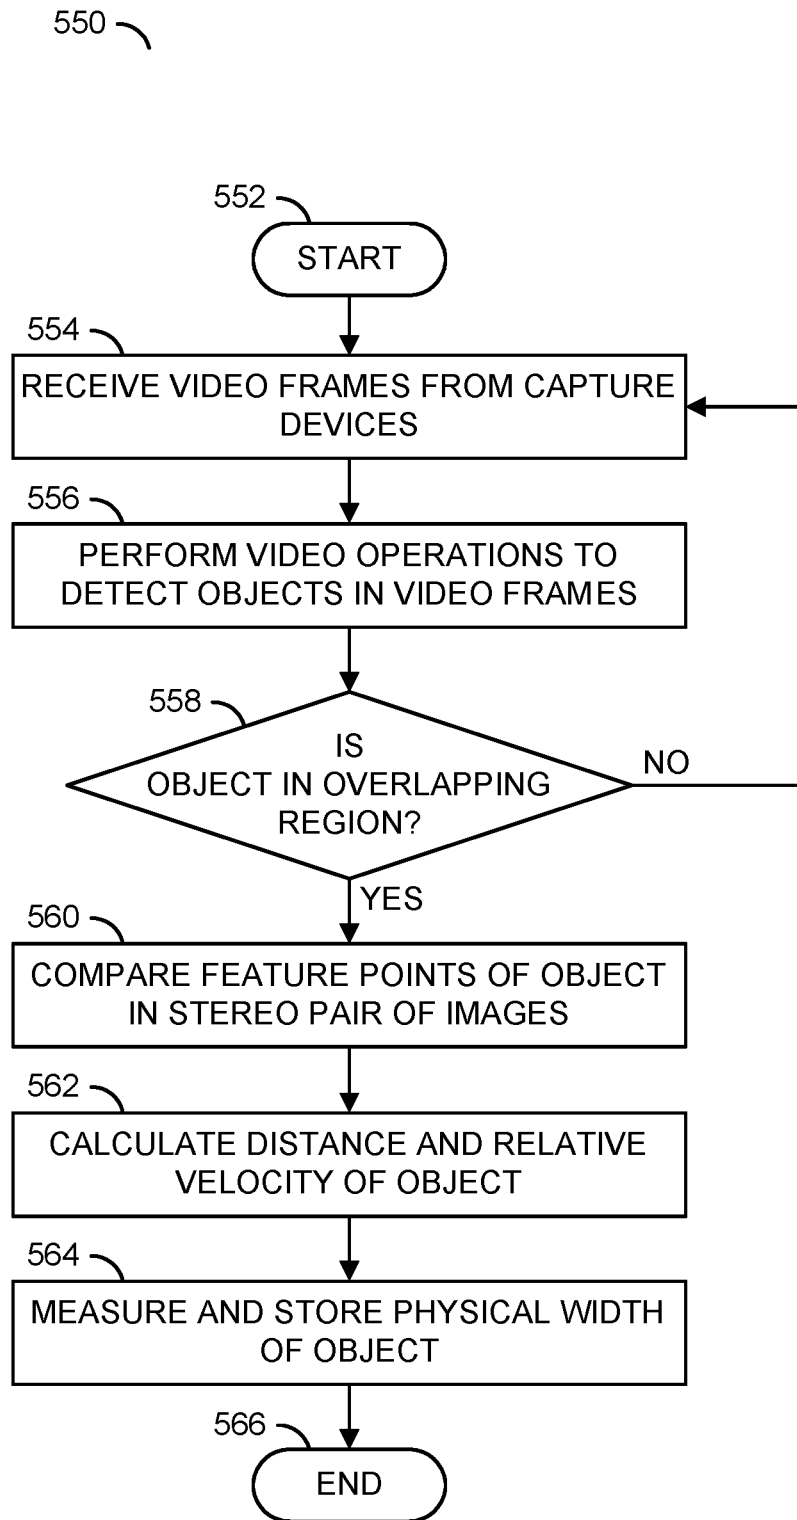 550
552
START
554
RECEIVE VIDEO FRAMES FROM CAPTURE
DEVICES
556
PERFORM VIDEO OPERATIONS TO
DETECT OBJECTS IN VIDEO FRAMES
558
IS
OBJECT IN OVERLAPPING
REGION?
NO
YES
560
COMPARE FEATURE POINTS OF OBJECT
IN STEREO PAIR OF IMAGES
562
CALCULATE DISTANCE AND RELATIVE
VELOCITY OF OBJECT
564
MEASURE AND STORE PHYSICAL WIDTH
OF OBJECT
566
END